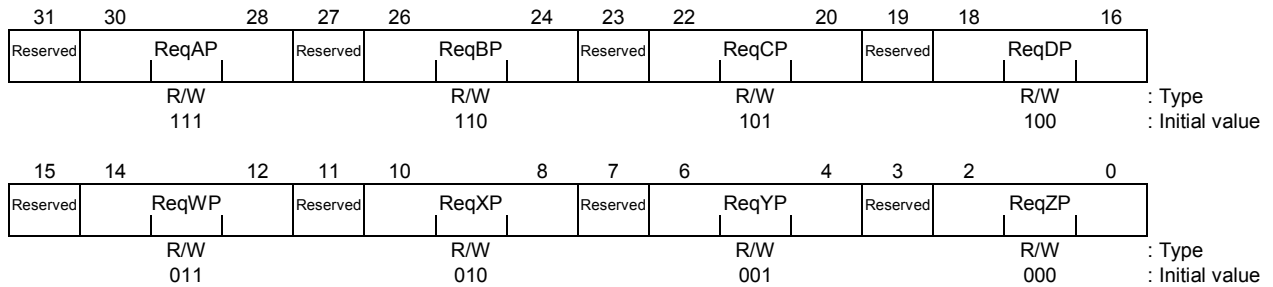 31 30 28 27 26 24 23 22 20 19 18 16
Reserved ReqAP Reserved ReqBP Reserved ReqCP Reserved ReqDP
R/W R/W R/W R/W : Type
111 110 101 100 : Initial value
15 14 12 11 10 8 7 6 4 3 2 0
Reserved ReqWP Reserved ReqXP Reserved ReqYP Reserved ReqZP
R/W R/W R/W R/W : Type
011 010 001 000 : Initial value